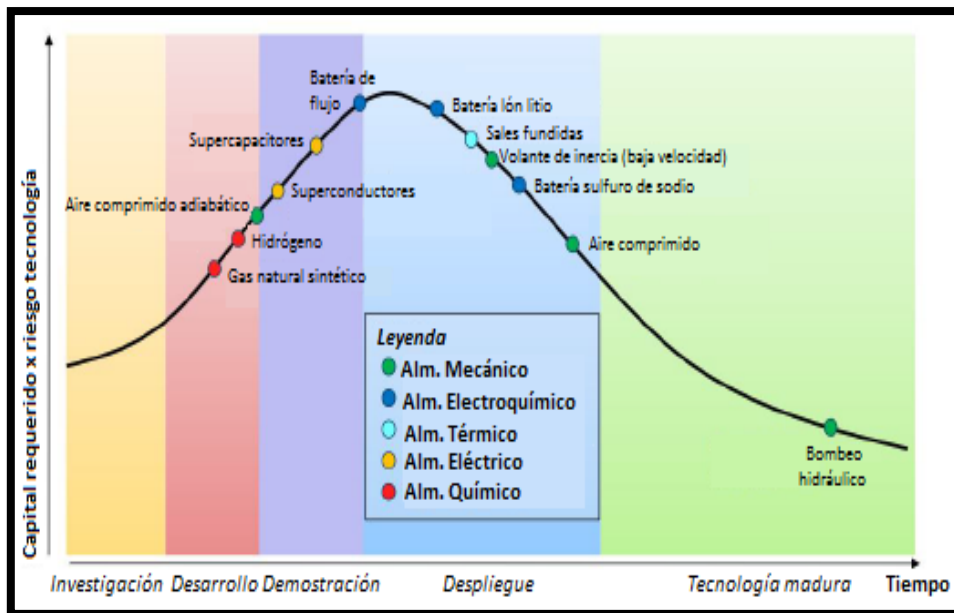 Capital requerido x riesgo tecnología
Batería de
flujo
Batería Ión litio
Supercapacitores
Sales fundidas
Volante de inercia (baja velocidad)
Superconductores
Batería sulfuro de sodio
Aire comprimido adiabático
Hidrógeno
Aire comprimido
Gas natural sintético
Leyenda
Alm. Mecánico
Alm. Electroquímico
Alm. Térmico
Alm. Eléctrico
Alm. Químico
Bombeo
hidráulico
Investigación Desarrollo Demostración Despliegue Tecnología madura Tiempo